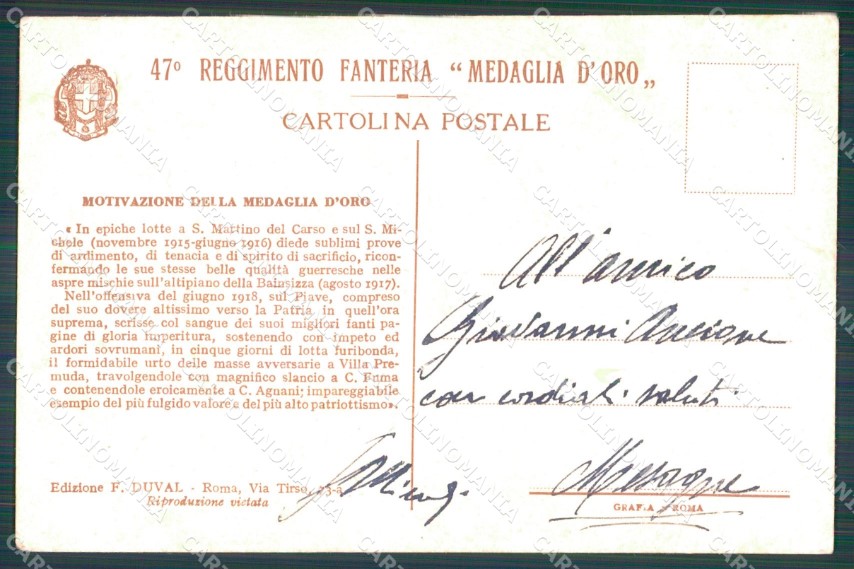 47º REGGIMENTO FANTERIA “MEDAGLIA D'ORO„
CARTOLINA POSTALE
MOTIVAZIONE DELLA MEDAGLIA D'ORO
« In epiche lotte a S. Martino del Carso e sul S. Mi-
chele (novembre 1915-giugno 1916) diede sublimi prove
di ardimento, di tenacia e di spirito di sacrificio, ricon-
fermando le sue stesse belle qualità guerresche nelle
aspre mischie sull'altipiano della Bainsizza (agosto 1917).
Nell'offensiva del giugno 1918, sul Piave, compreso
del suo dovere altissimo verso la Patria, in quell'ora
suprema, scrisse col sangue dei suoi migliori fanti pa-
gine di gloria imperitura, sostenendo con impeto ed
ardori sovrumani, in cinque giorni di lotta furibonda,
il formidabile urto delle masse avversarie a Villa Pre-
muda, travolgendole con magnifico slancio a C. Fama
e contenendole eroicamente a C. Agnani; impareggiabile
esempio del più fulgido valore e del più alto patriottismo».
Edizione F. DUVAL - Roma, Via Tirso
Riproduzione vietata
All'amico
Giovanni
con cordiali saluti
Mesagne
GRAFIA - ROMA
CARTOLINOMANIA